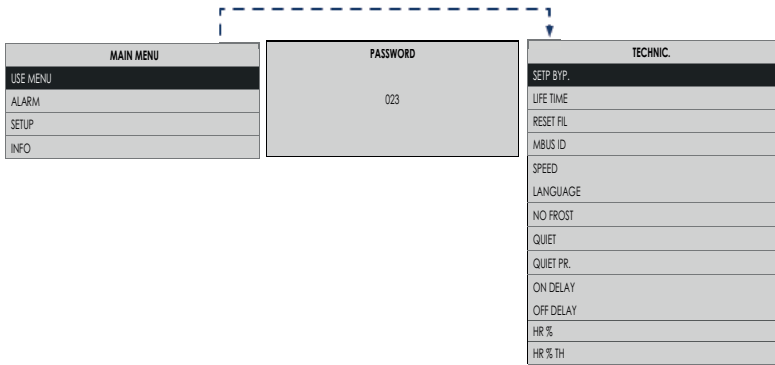 MAIN MENU
USE MENU
ALARM
SETUP
INFO
PASSWORD
023
TECHNIC.
SETP BYP.
LIFE TIME
RESET FIL
MBUS ID
SPEED
LANGUAGE
NO FROST
QUIET
QUIET PR.
ON DELAY
OFF DELAY
HR %
HR % TH